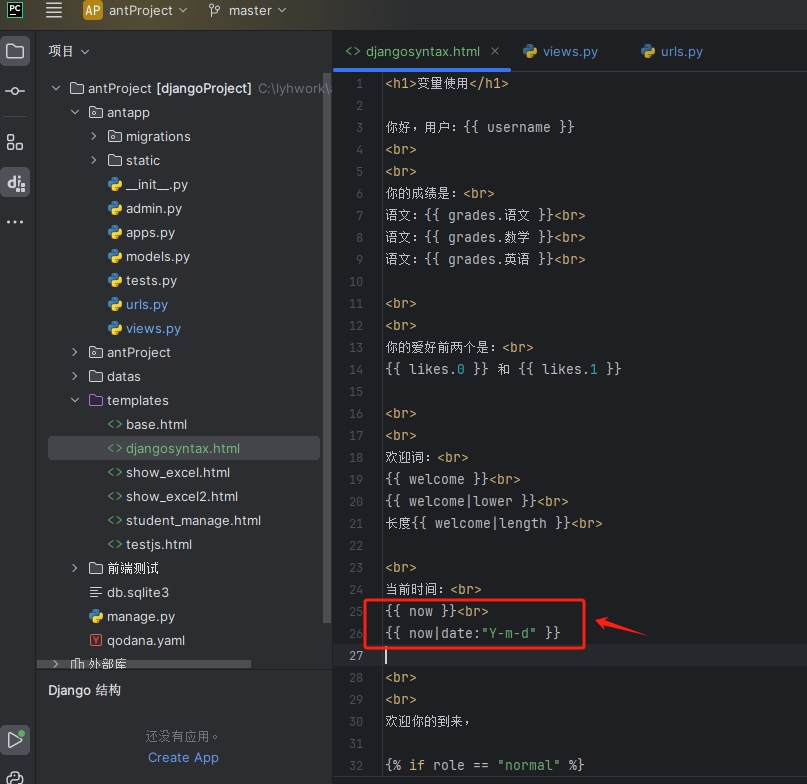 PC
AP antProject master
项目
antProject [djangoProject] C:\lyhwork\
antapp
migrations
static
__init__.py
admin.py
apps.py
models.py
tests.py
urls.py
views.py
antProject
datas
templates
base.html
djangosyntax.html
show_excel.html
show_excel2.html
student_manage.html
testjs.html
前端测试
db.sqlite3
manage.py
Y qodana.yaml
外部库
Django 结构
还没有应用。
Create App
dj
djangosyntax.html views.py urls.py
1 <h1>变量使用</h1>
2
3 你好，用户：{{ username }}
4 <br>
5 <br>
6 你的成绩是：<br>
7 语文：{{ grades.语文 }}<br>
8 语文：{{ grades.数学 }}<br>
9 语文：{{ grades.英语 }}<br>
10
11 <br>
12 <br>
13 你的爱好前两个是：<br>
14 {{ likes.0 }} 和 {{ likes.1 }}
15
16 <br>
17 <br>
18 欢迎词：<br>
19 {{ welcome }}<br>
20 {{ welcome|lower }}<br>
21 长度{{ welcome|length }}<br>
22
23 <br>
24 当前时间：<br>
25 {{ now }}<br>
26 {{ now|date:"Y-m-d" }}
27
28 <br>
29 <br>
30 欢迎你的到来，
31
32 {% if role == "normal" %}